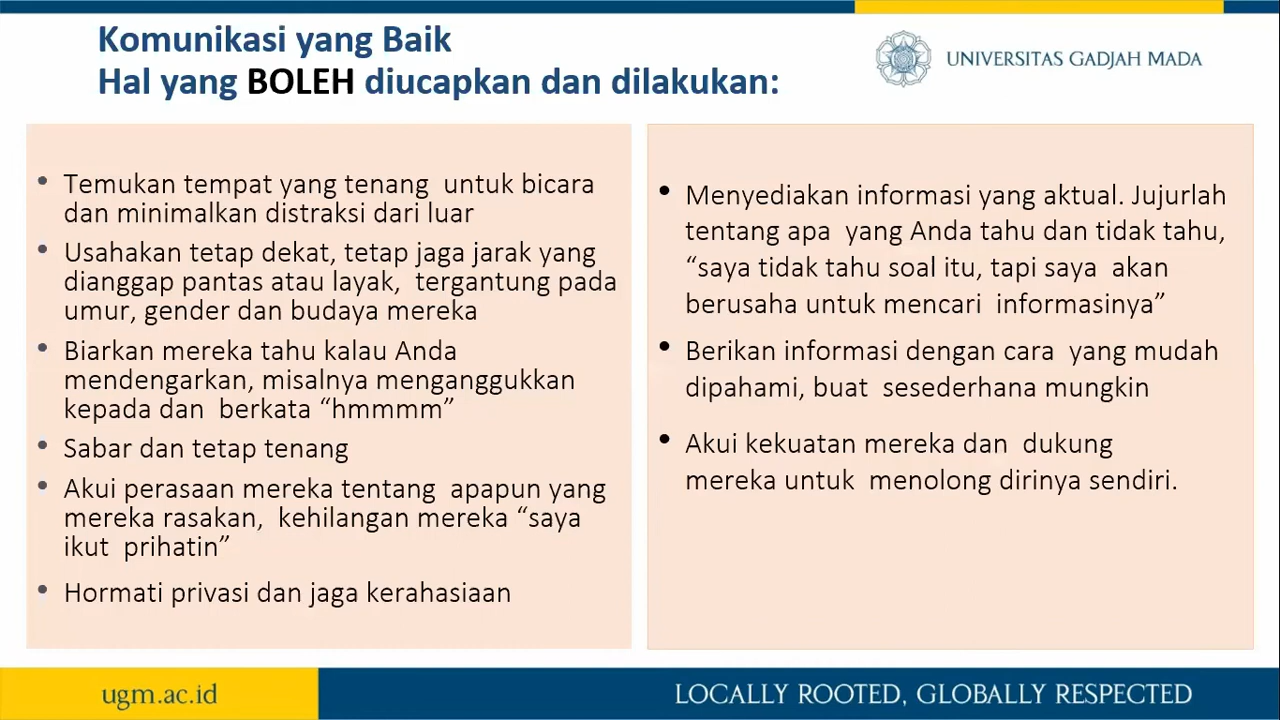 Komunikasi yang Baik
Hal yang BOLEH diucapkan dan dilakukan:
UNIVERSITAS GADJAH MADA
• Temukan tempat yang tenang untuk bicara
dan minimalkan distraksi dari luar
• Usahakan tetap dekat, tetap jaga jarak yang
dianggap pantas atau layak, tergantung pada
umur, gender dan budaya mereka
• Biarkan mereka tahu kalau Anda
mendengarkan, misalnya menganggukkan
kepada dan berkata “hmmmm”
• Sabar dan tetap tenang
• Akui perasaan mereka tentang apapun yang
mereka rasakan, kehilangan mereka “saya
ikut prihatin”
• Hormati privasi dan jaga kerahasiaan
• Menyediakan informasi yang aktual. Jujurlah
tentang apa yang Anda tahu dan tidak tahu,
“saya tidak tahu soal itu, tapi saya akan
berusaha untuk mencari informasinya”
• Berikan informasi dengan cara yang mudah
dipahami, buat sesederhana mungkin
• Akui kekuatan mereka dan dukung
mereka untuk menolong dirinya sendiri.
ugm.ac.id
LOCALLY ROOTED, GLOBALLY RESPECTED